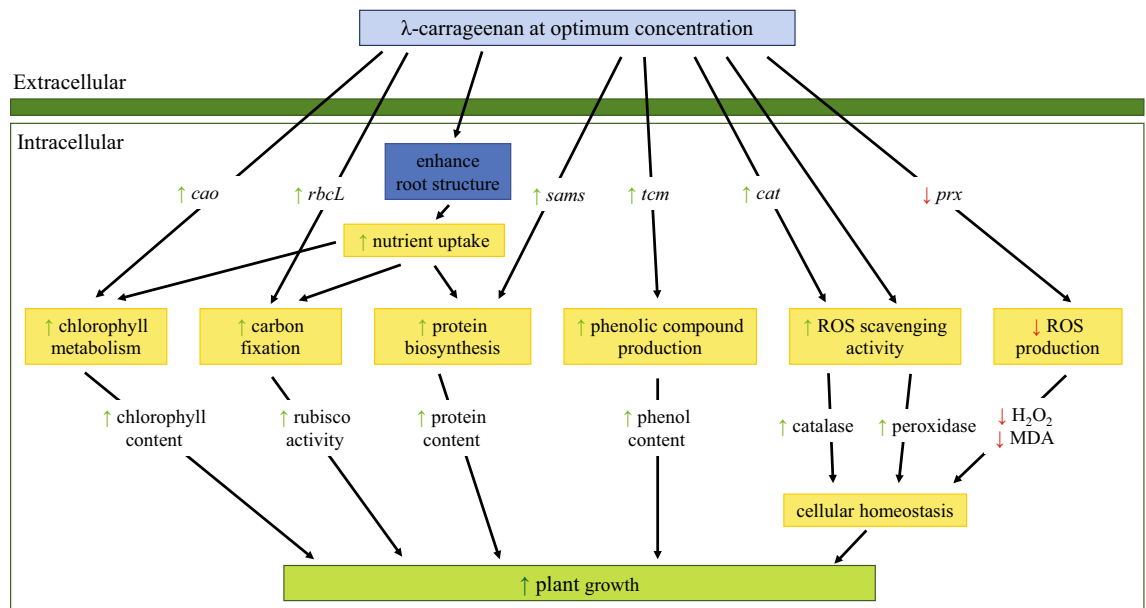 λ-carrageenan at optimum concentration
Extracellular
Intracellular
enhance
root structure
↑ cao
↑ rbcL
↑ sams
↑ tcm
↑ cat
↓ prx
↑ nutrient uptake
↑ chlorophyll
metabolism
↑ carbon
fixation
↑ protein
biosynthesis
↑ phenolic compound
production
↑ ROS scavenging
activity
↓ ROS
production
↑ chlorophyll
content
↑ rubisco
activity
↑ protein
content
↑ phenol
content
↑ catalase
↑ peroxidase
↓ H₂O₂
↓ MDA
cellular homeostasis
↑ plant growth